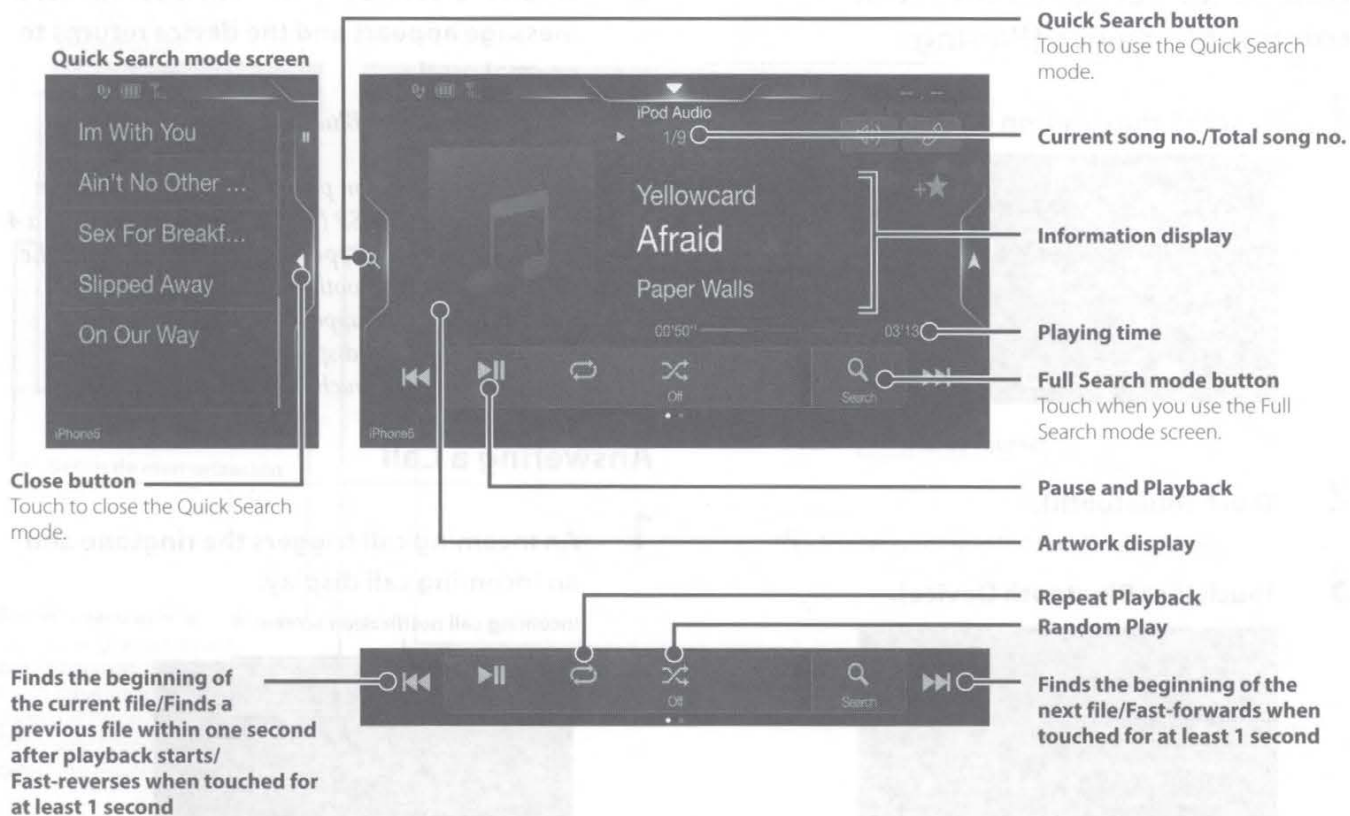 Quick Search mode screen
Im With You
Ain't No Other ...
Sex For Breakf...
Slipped Away
On Our Way
iPhone5
Close button
Touch to close the Quick Search
mode.
iPod Audio
1/9
Yellowcard
Afraid
Paper Walls
00'50"
03'13
Off
Search
iPhone5
Quick Search button
Touch to use the Quick Search
mode.
Current song no./Total song no.
Information display
Playing time
Full Search mode button
Touch when you use the Full
Search mode screen.
Pause and Playback
Artwork display
Repeat Playback
Random Play
Off
Search
Finds the beginning of
the current file/Finds a
previous file within one second
after playback starts/
Fast-reverses when touched for
at least 1 second
Finds the beginning of the
next file/Fast-forwards when
touched for at least 1 second